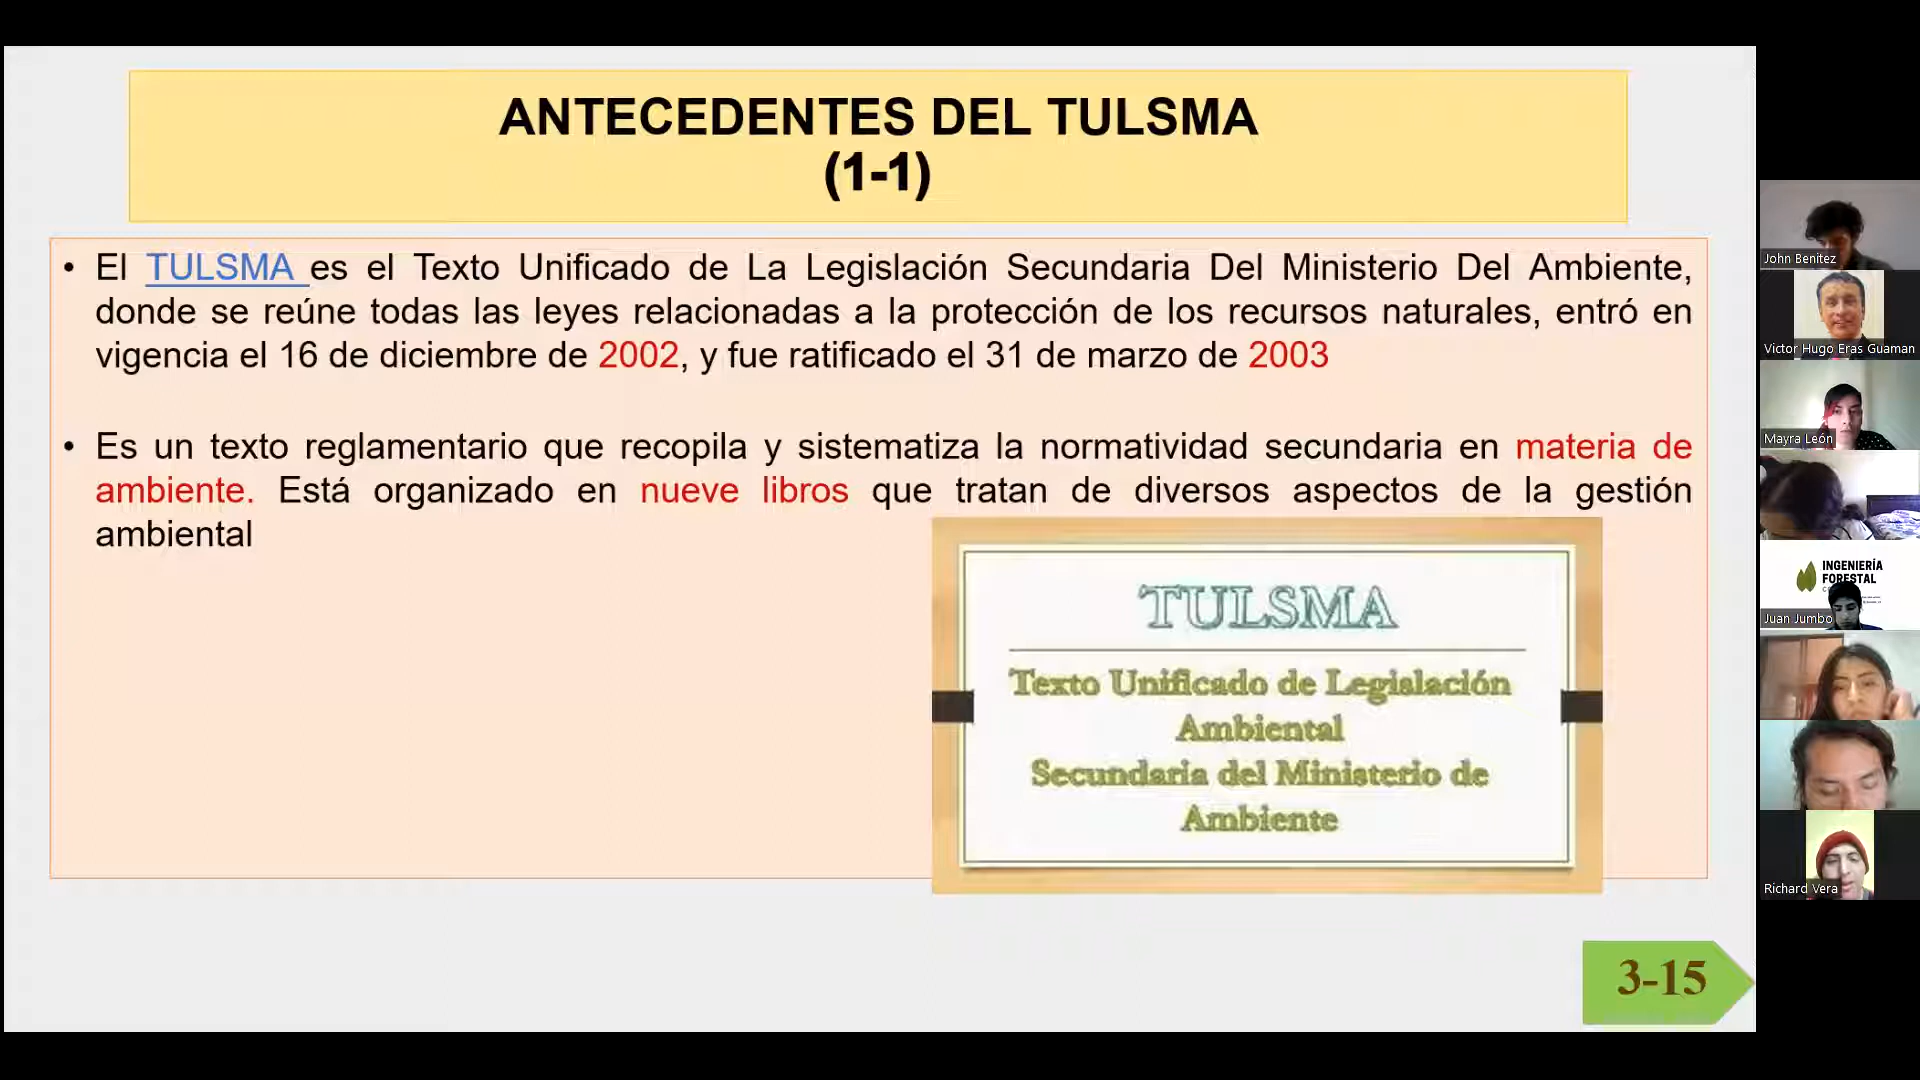 ANTECEDENTES DEL TULSMA
(1-1)
• El TULSMA es el Texto Unificado de La Legislación Secundaria Del Ministerio Del Ambiente,
donde se reúne todas las leyes relacionadas a la protección de los recursos naturales, entró en
vigencia el 16 de diciembre de 2002, y fue ratificado el 31 de marzo de 2003
• Es un texto reglamentario que recopila y sistematiza la normatividad secundaria en materia de
ambiente. Está organizado en nueve libros que tratan de diversos aspectos de la gestión
ambiental
TULSMA
Texto Unificado de Legislación
Ambiental
Secundaria del Ministerio de
Ambiente
3-15
John Benitez
Victor Hugo Eras Guaman
Mayra León
INGENIERÍA
FORESTAL
Juan Jumbo
Richard Vera